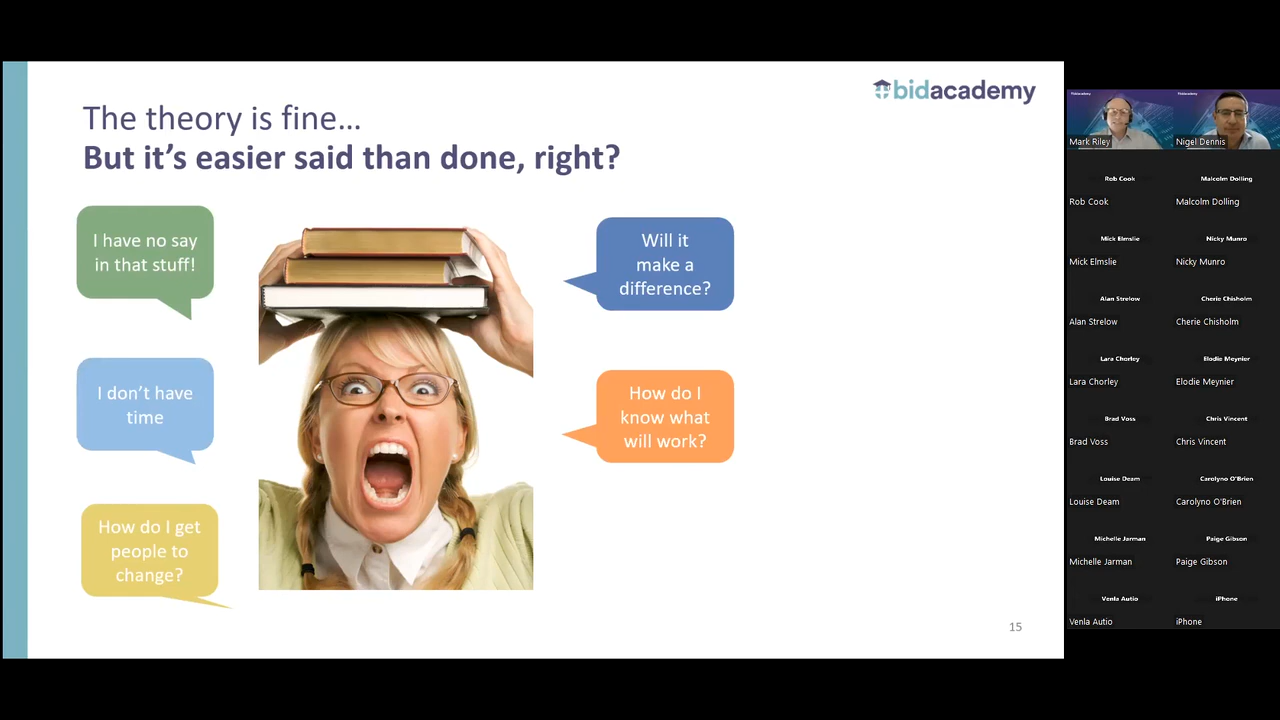 bidacademy
The theory is fine...
But it's easier said than done, right?
I have no say
in that stuff!
I don't have
time
How do I get
people to
change?
Will it
make a
difference?
How do I
know what
will work?
15
Mark Riley
Nigel Dennis
Rob Cook
Malcolm Dolling
Rob Cook
Malcolm Dolling
Mick Elmslie
Nicky Munro
Mick Elmslie
Nicky Munro
Alan Strelow
Cherie Chisholm
Alan Strelow
Cherie Chisholm
Lara Chorley
Elodie Meynier
Lara Chorley
Elodie Meynier
Brad Voss
Chris Vincent
Brad Voss
Chris Vincent
Louise Deam
Carolyno O'Brien
Louise Deam
Carolyno O'Brien
Michelle Jarman
Paige Gibson
Michelle Jarman
Paige Gibson
Venla Autio
iPhone
Venla Autio
iPhone